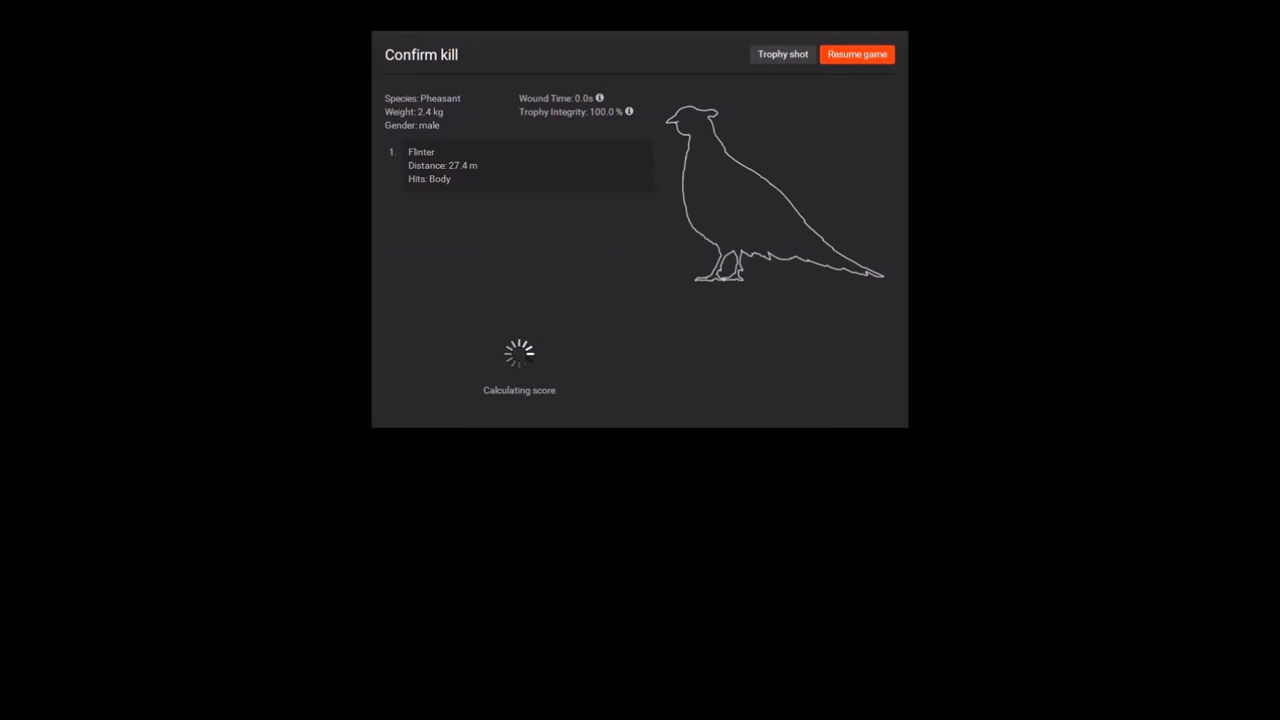 Confirm kill
Trophy shot
Resume game
Species: Pheasant
Weight: 2.4 kg
Gender: male
Wound Time: 0.0s
Trophy Integrity: 100.0 %
1. Flinter
Distance: 27.4 m
Hits: Body
Calculating score